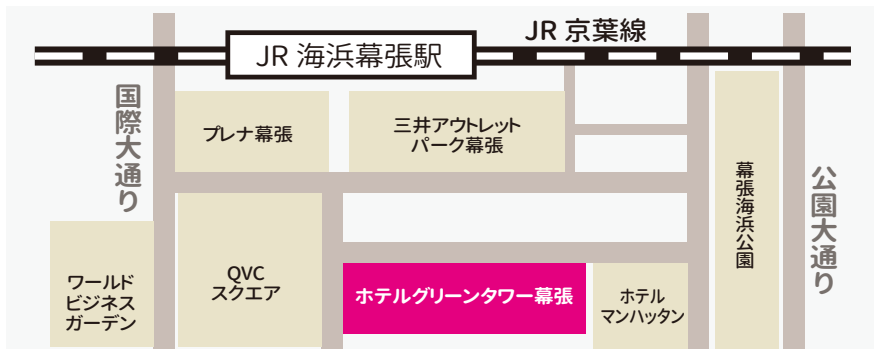 JR 京葉線
JR 海浜幕張駅
国際大通り
プレナ幕張
三井アウトレット
パーク幕張
幕張海浜公園
公園大通り
ワールド
ビジネス
ガーデン
QVC
スクエア
ホテルグリーンタワー幕張
ホテル
マンハッタン